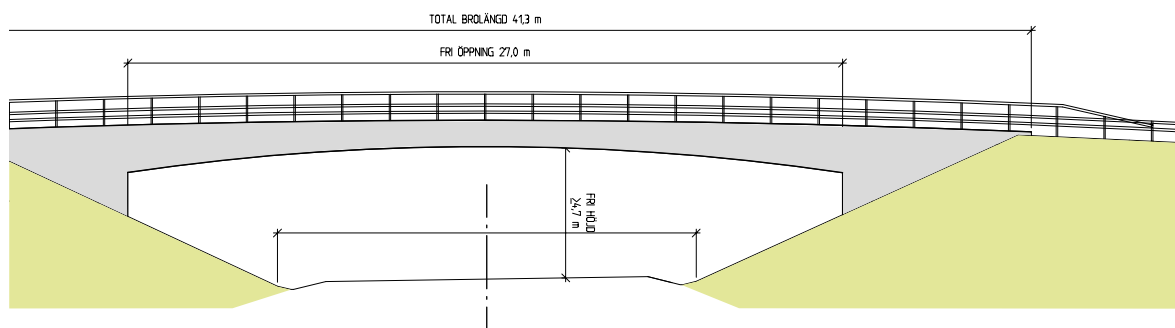 TOTAL BROLÄNGD 41,3 m
FRI ÖPPNING 27,0 m
FRI HÖJD
≥4,7 m